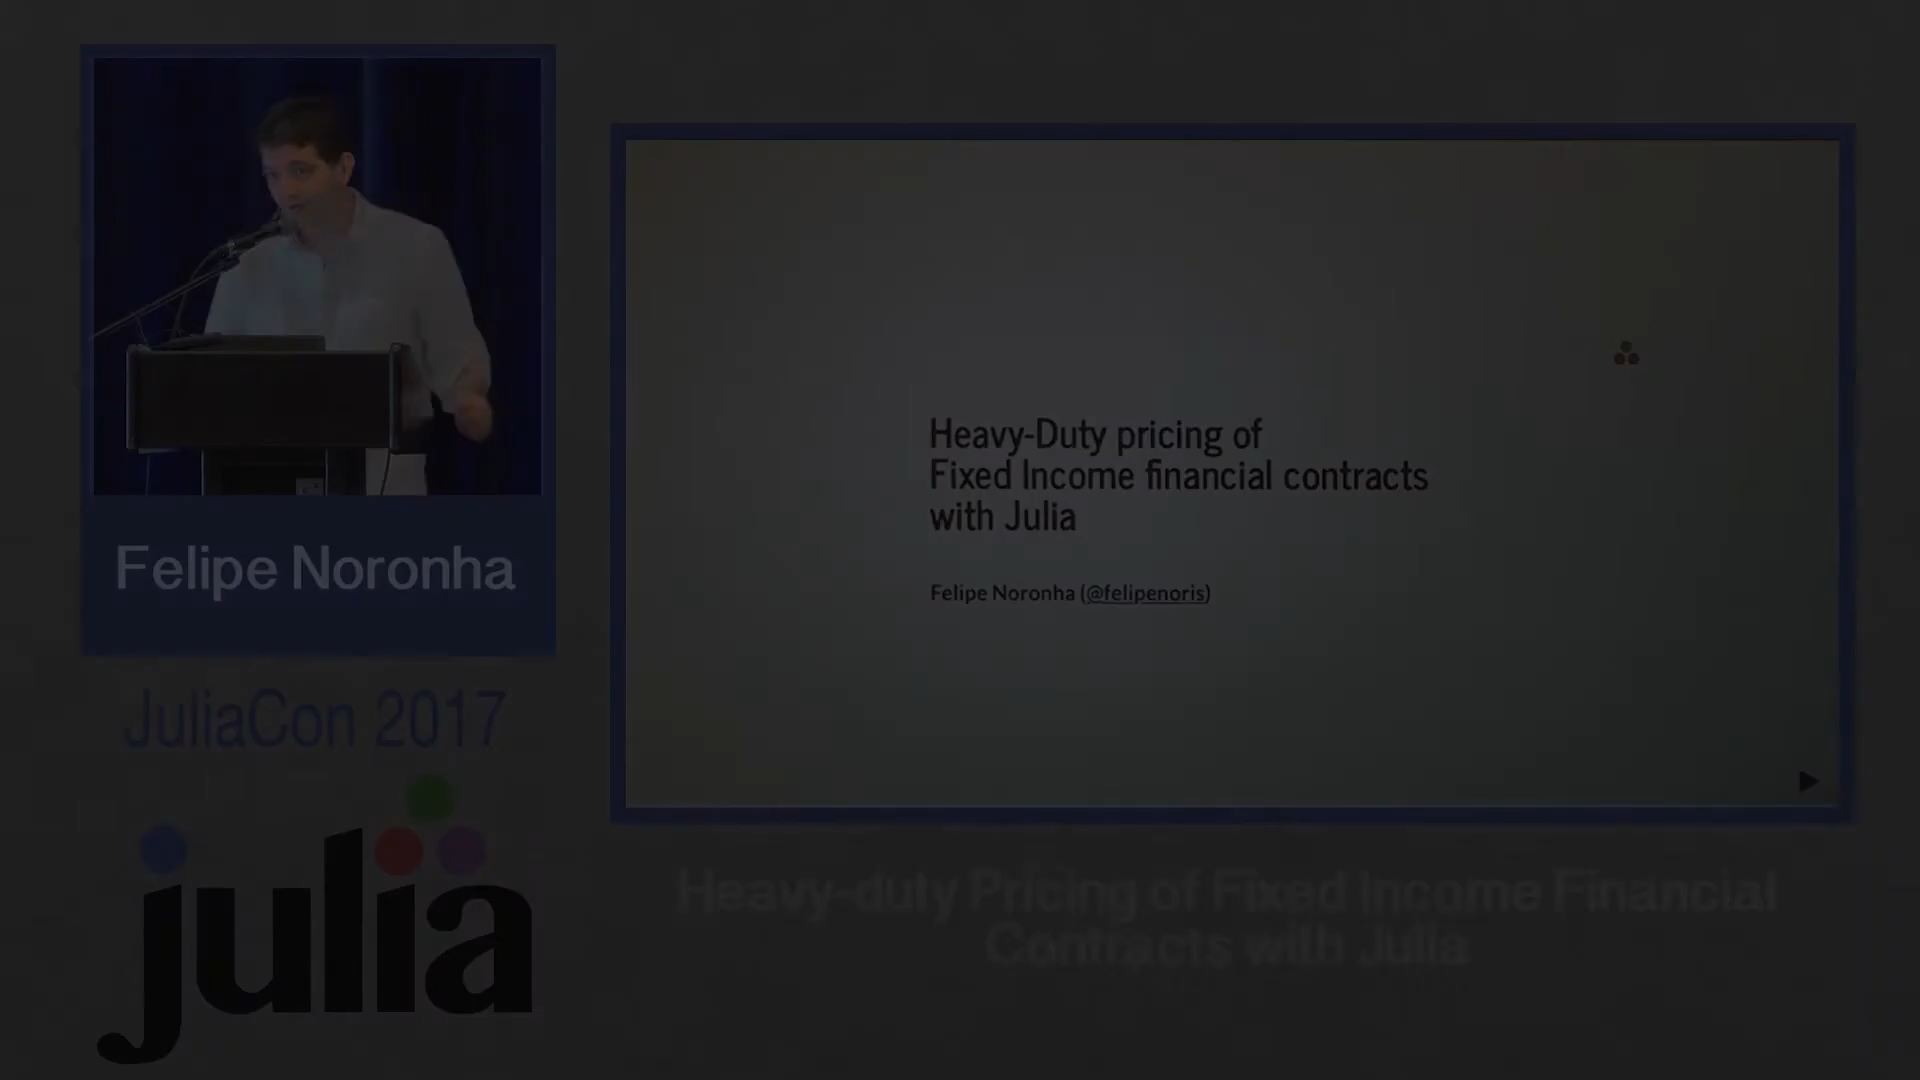 Felipe Noronha
JuliaCon 2017
julia
Heavy-Duty pricing of
Fixed Income financial contracts
with Julia
Felipe Noronha (@felipenoris)
Heavy-duty Pricing of Fixed Income Financial
Contracts with Julia